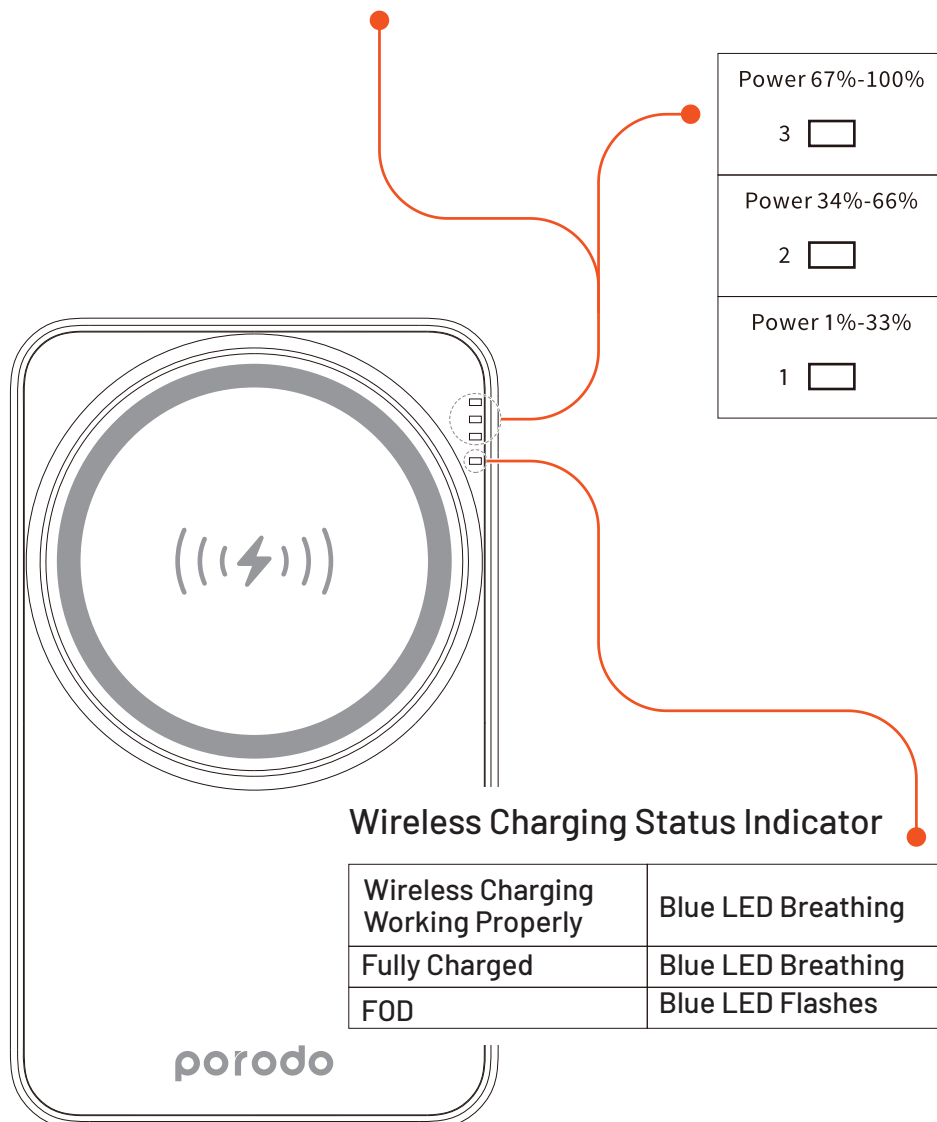 Power 67%-100%
3
Power 34%-66%
2
Power 1%-33%
1
Wireless Charging Status Indicator
Wireless Charging
Working Properly
Blue LED Breathing
Fully Charged
Blue LED Breathing
FOD
Blue LED Flashes
porodo